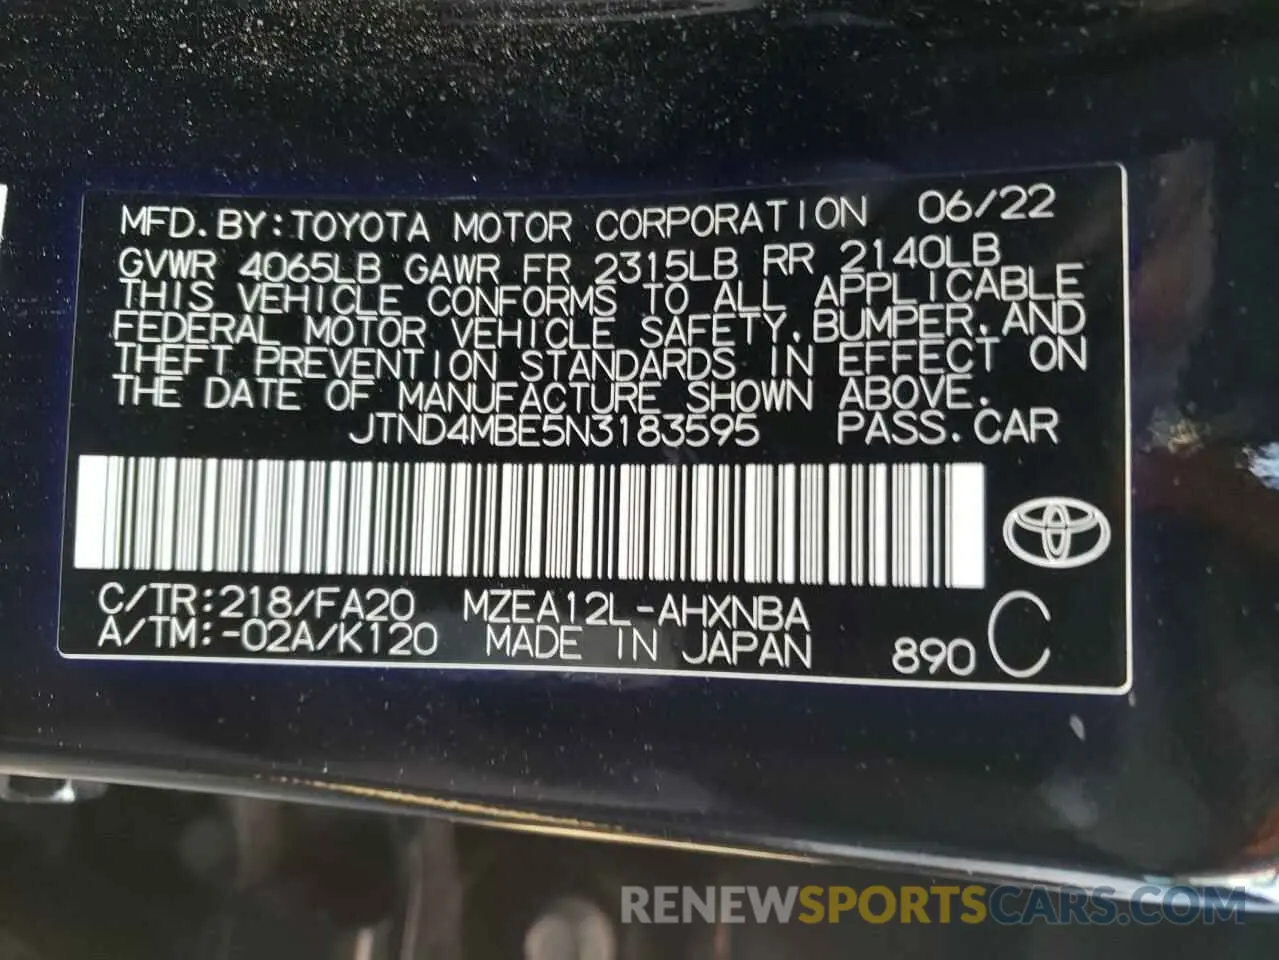 MFD. BY: TOYOTA MOTOR CORPORATION 06/22
GVWR 4065LB GAWR FR 2315LB RR 2140LB
THIS VEHICLE CONFORMS TO ALL APPLICABLE
FEDERAL MOTOR VEHICLE SAFETY, BUMPER, AND
THEFT PREVENTION STANDARDS IN EFFECT ON
THE DATE OF MANUFACTURE SHOWN ABOVE.
JTND4MBE5N3183595 PASS. CAR
C/TR: 218/FA20 MZEA12L-AHXNBA
A/TM: -02A/K120 MADE IN JAPAN 890 C
RENEWSPORTSCARS.COM